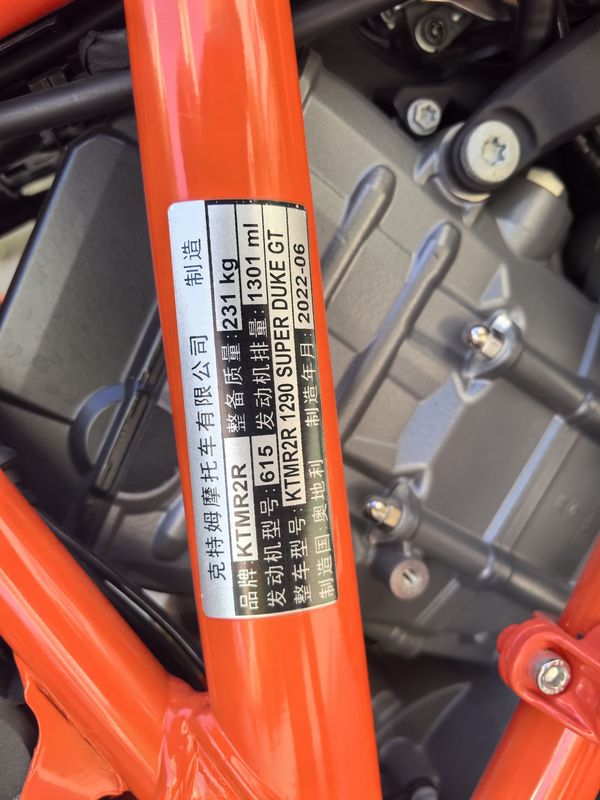 克特姆摩托车有限公司 制造
品牌:KTMR2R 整备质量:231 kg
发动机型号:615 发动机排量:1301 ml
整车型号:KTMR2R 1290 SUPER DUKE GT
制造国:奥地利 制造年月:2022-06